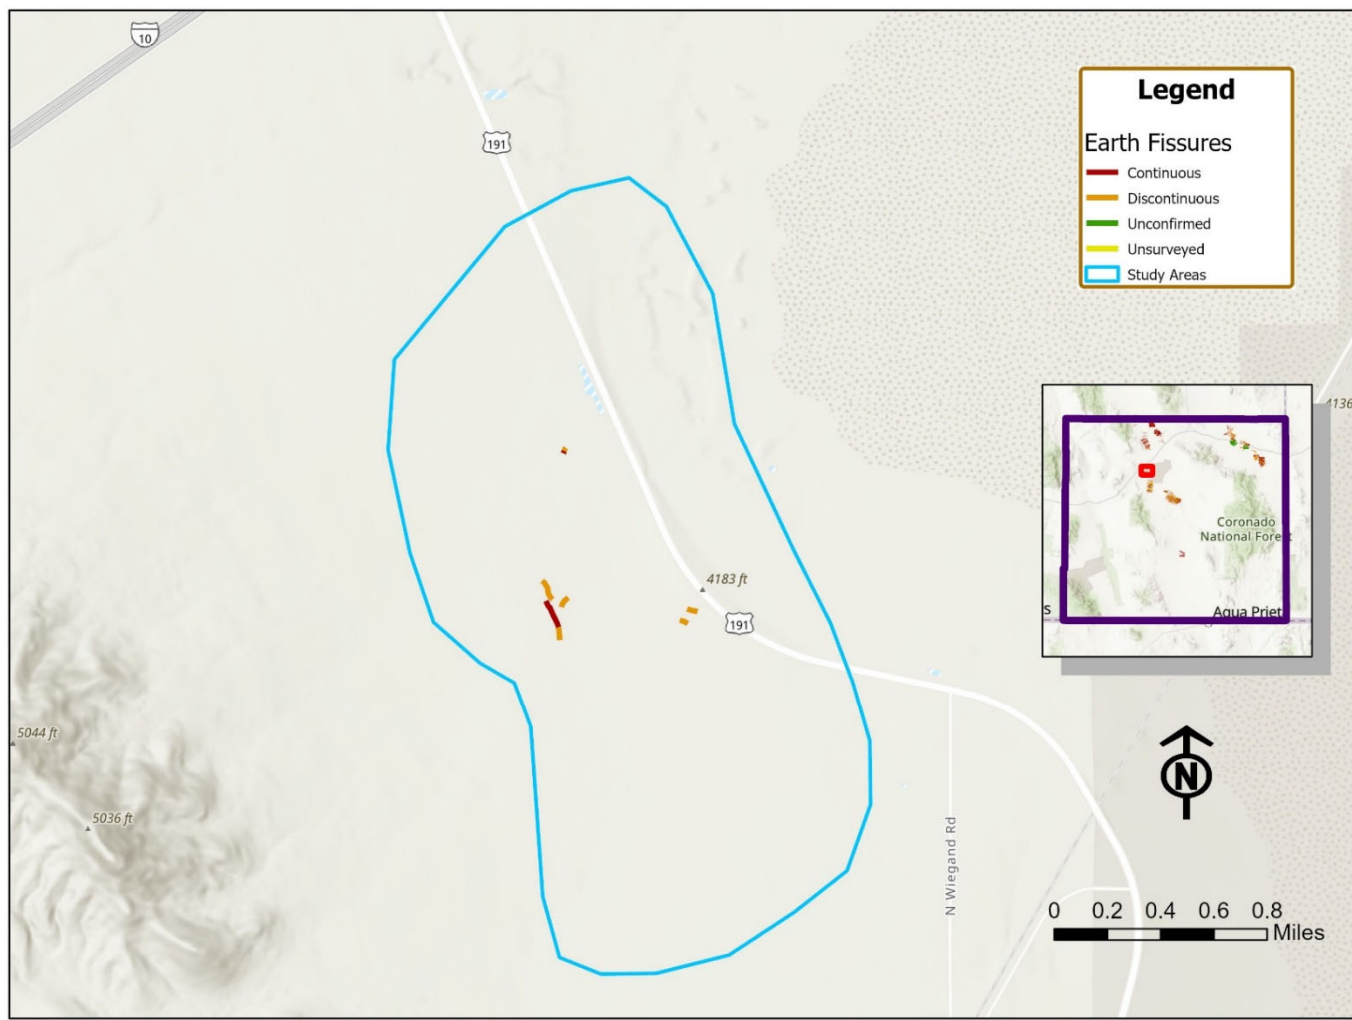 10
191
Legend
Earth Fissures
Continuous
Discontinuous
Unconfirmed
Unsurveyed
Study Areas
4136
Coronado
National Forest
s
Agua Priet
4183 ft
191
5044 ft
5036 ft
N Wiegand Rd
N
0 0.2 0.4 0.6 0.8
Miles